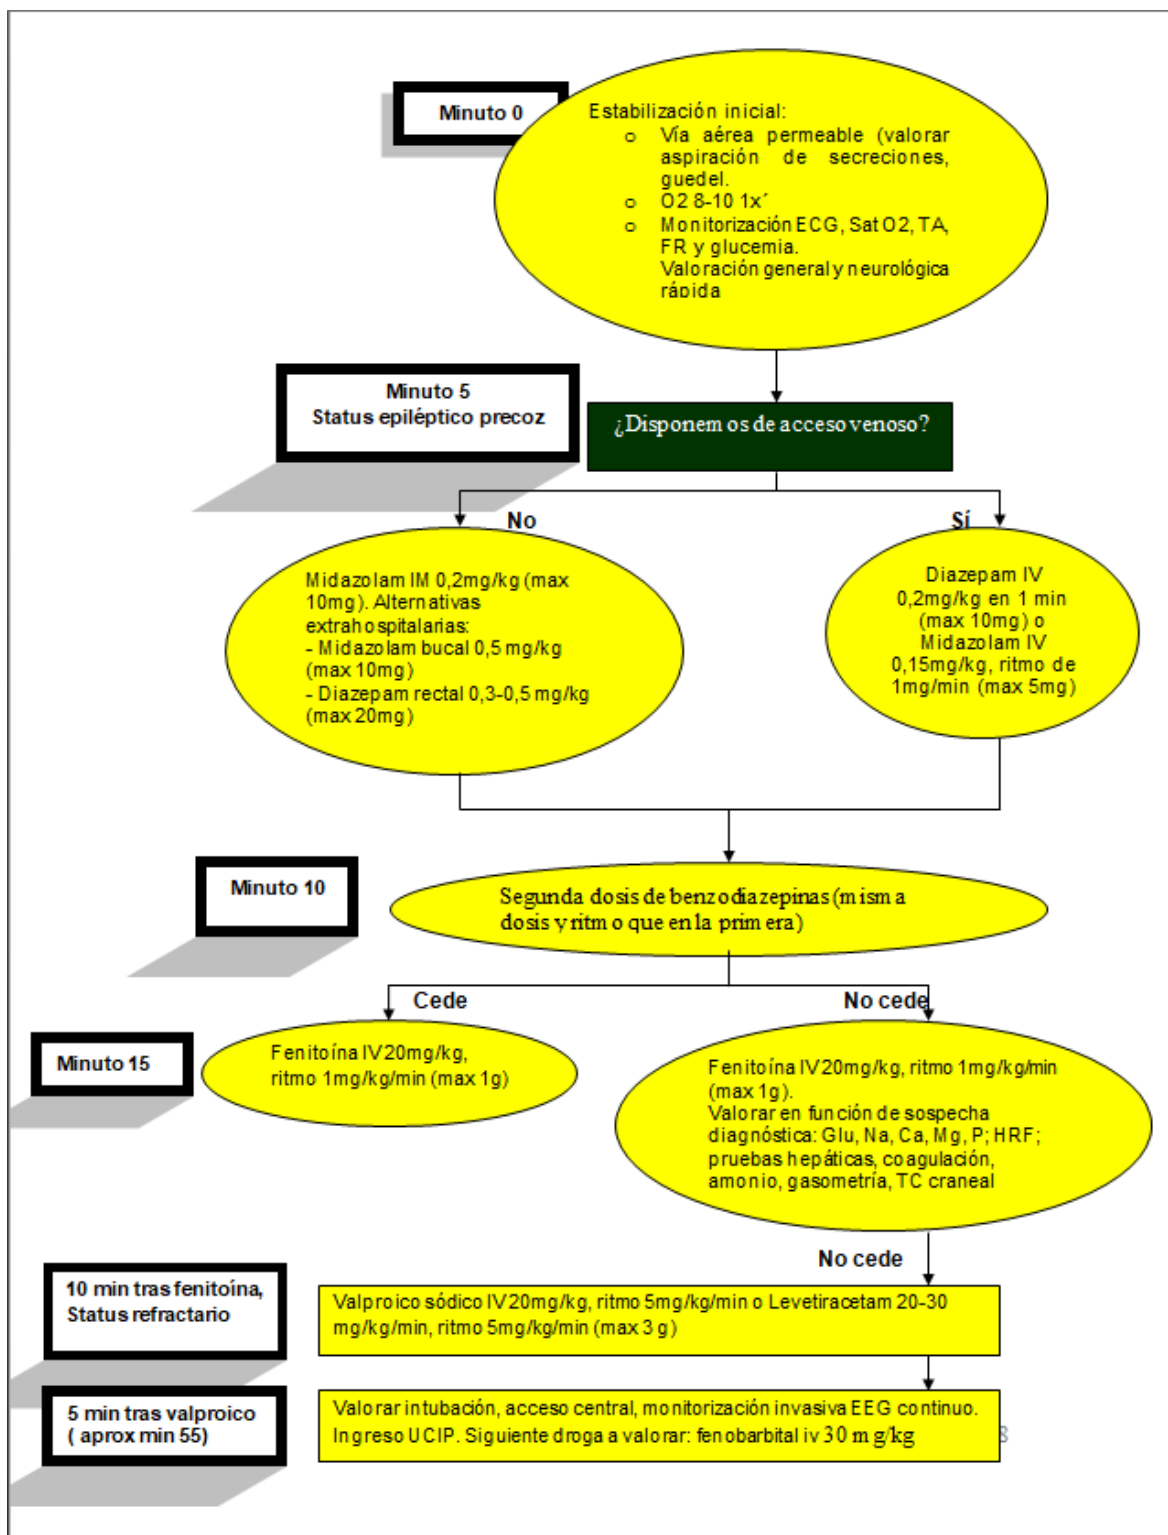 Minuto 0
Estabilización inicial:
o Vía aérea permeable (valorar
aspiración de secreciones,
guedel.
o O2 8-10 1x´
o Monitorización ECG, Sat O2, TA,
FR y glucemia.
Valoración general y neurológica
rápida
Minuto 5
Status epiléptico precoz
¿Disponemos de acceso venoso?
No
Sí
Midazolam IM 0,2mg/kg (max
10mg). Alternativas
extrahospitalarias:
- Midazolam bucal 0,5 mg/kg
(max 10mg)
- Diazepam rectal 0,3-0,5 mg/kg
(max 20mg)
Diazepam IV
0,2mg/kg en 1 min
(max 10mg) o
Midazolam IV
0,15mg/kg, ritmo de
1mg/min (max 5mg)
Minuto 10
Segunda dosis de benzodiazepinas (misma
dosis y ritmo que en la primera)
Cede
No cede
Minuto 15
Fenitoína IV 20mg/kg,
ritmo 1mg/kg/min (max 1g)
Fenitoína IV 20mg/kg, ritmo 1mg/kg/min
(max 1g).
Valorar en función de sospecha
diagnóstica: Glu, Na, Ca, Mg, P; HRF;
pruebas hepáticas, coagulación,
amonio, gasometría, TC craneal
No cede
10 min tras fenitoína,
Status refractario
Valproico sódico IV 20mg/kg, ritmo 5mg/kg/min o Levetiracetam 20-30
mg/kg/min, ritmo 5mg/kg/min (max 3 g)
5 min tras valproico
( aprox min 55)
Valorar intubación, acceso central, monitorización invasiva EEG continuo.
Ingreso UCIP. Siguiente droga a valorar: fenobarbital iv 30 mg/kg
8